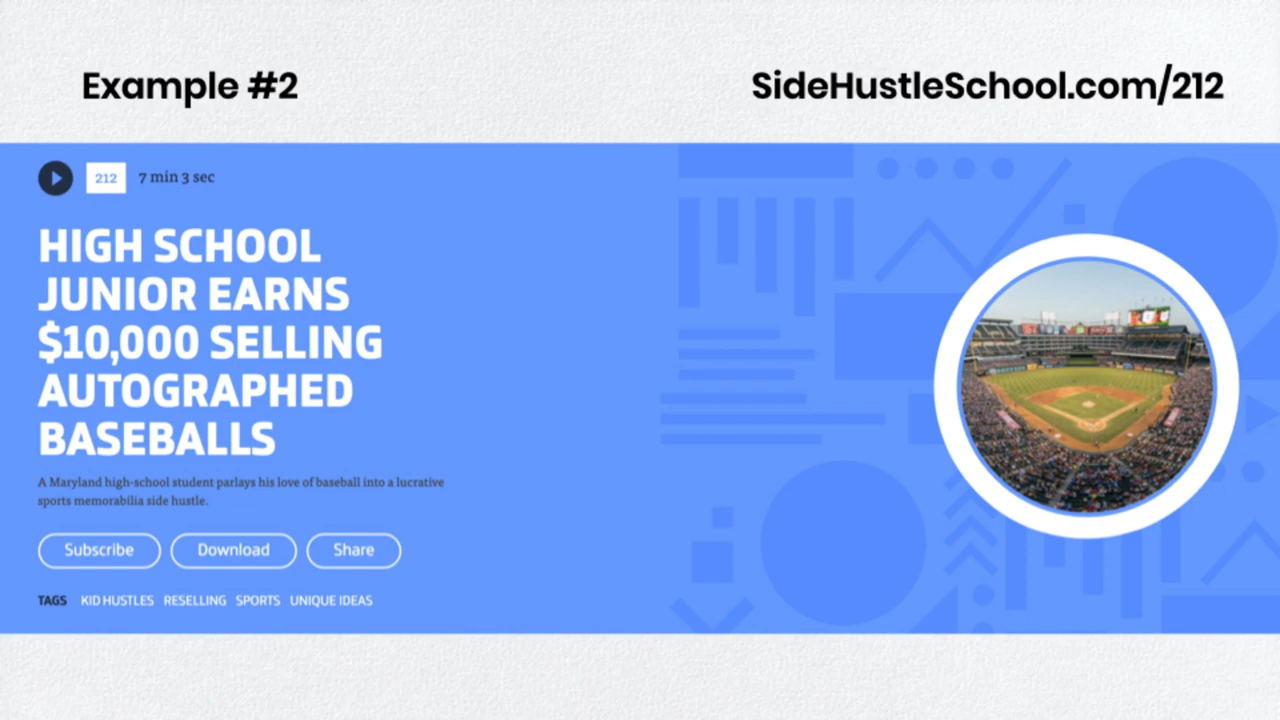 Example #2
SideHustleSchool.com/212
212
7 min 3 sec
HIGH SCHOOL
JUNIOR EARNS
$10,000 SELLING
AUTOGRAPHED
BASEBALLS
A Maryland high-school student parlays his love of baseball into a lucrative
sports memorabilia side hustle.
Subscribe
Download
Share
TAGS KID HUSTLES RESELLING SPORTS UNIQUE IDEAS